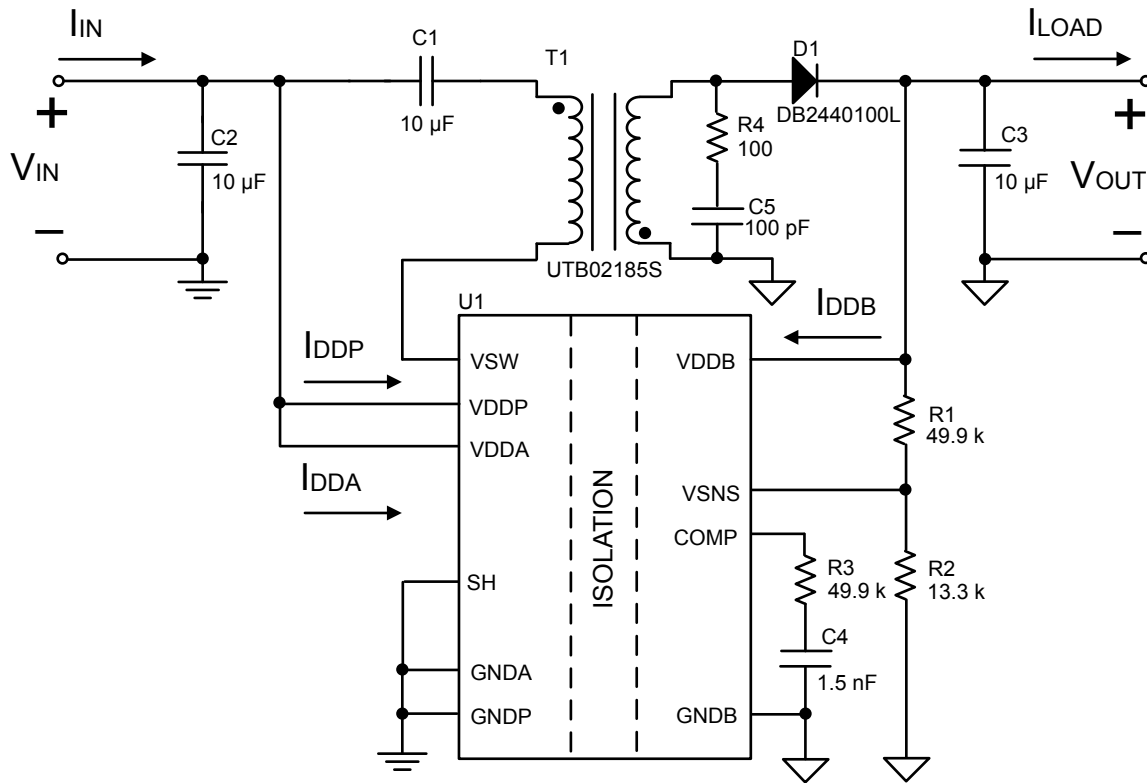 IIN
C1
10 µF
T1
D1
DB2440100L
ILOAD
+
VIN
−
C2
10 µF
R4
100
C5
100 pF
C3
10 µF
+
VOUT
−
UTB02185S
U1
IDDP
IDDA
IDDB
VSW
VDDP
VDDA
SH
GNDA
GNDP
ISOLATION
VDDB
VSNS
COMP
GNDB
R1
49.9 k
R3
49.9 k
R2
13.3 k
C4
1.5 nF